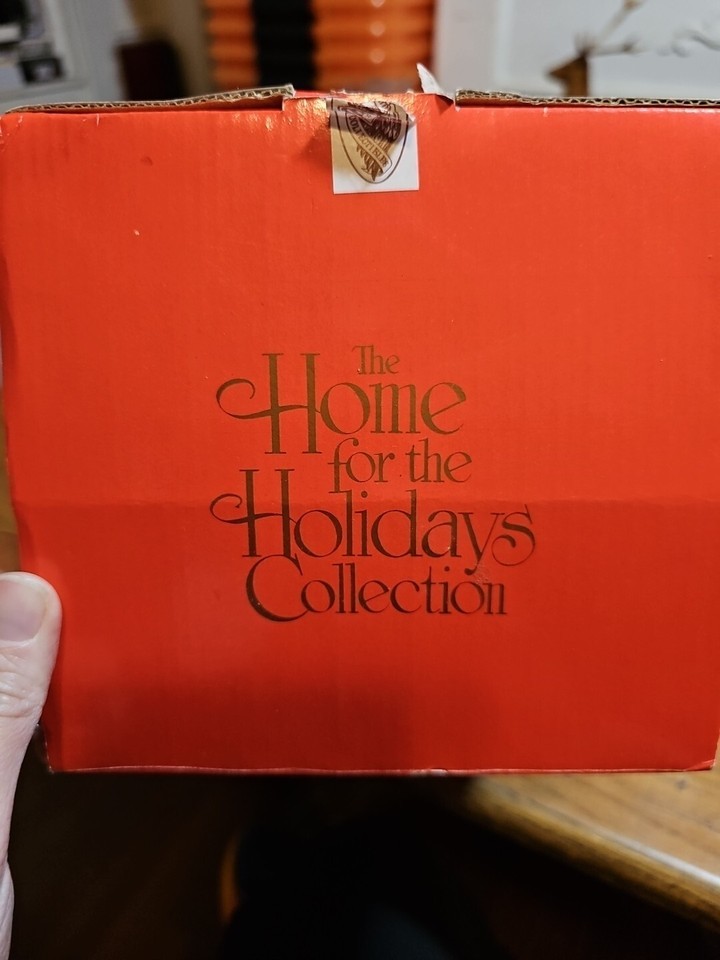 The
Home
for the
Holidays
Collection